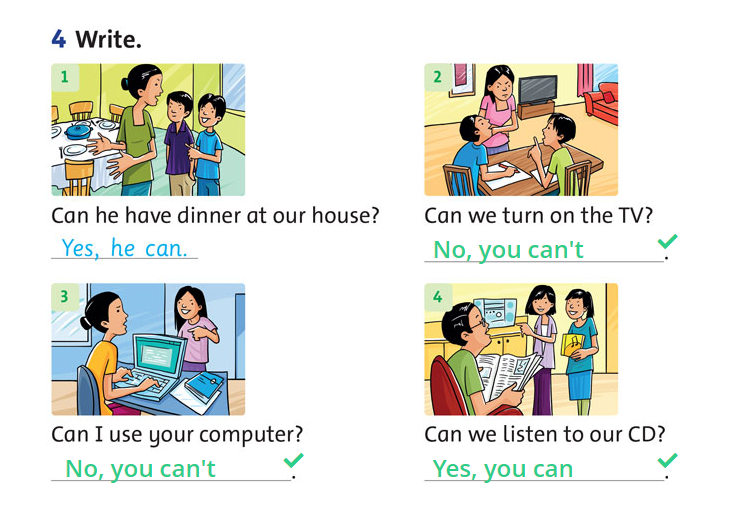 4 Write.
1
2
Can he have dinner at our house?
Yes, he can.
Can we turn on the TV?
No, you can't.
3
4
Can I use your computer?
No, you can't.
Can we listen to our CD?
Yes, you can.